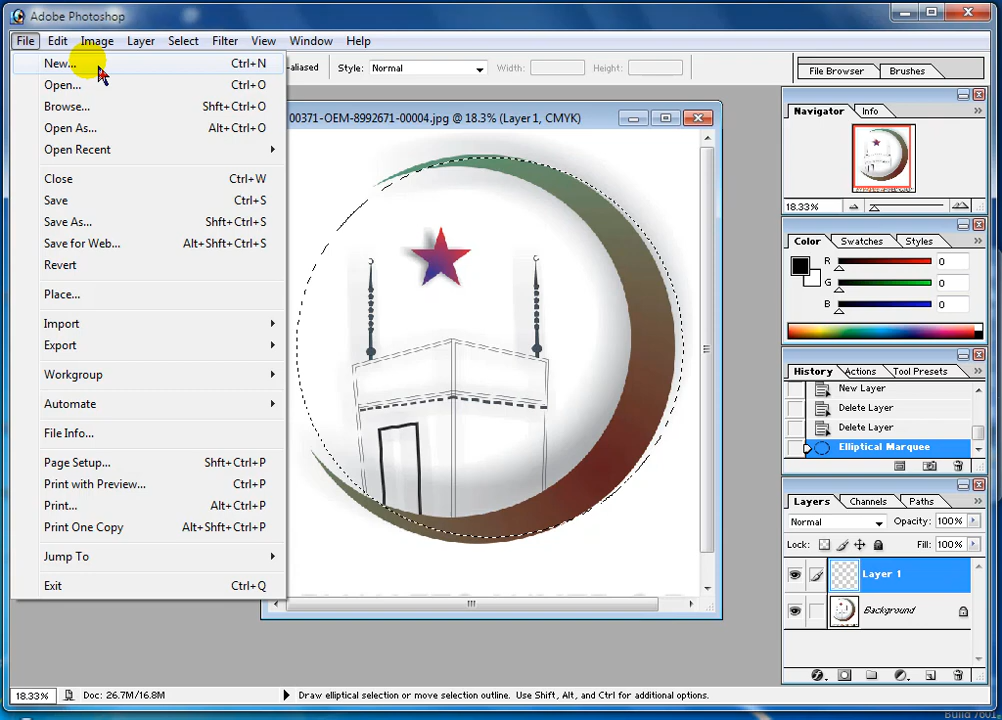 Adobe Photoshop
File Edit Image Layer Select Filter View Window Help
New... Ctrl+N
Open... Ctrl+O
Browse... Shft+Ctrl+O
Open As... Alt+Ctrl+O
Open Recent
Close Ctrl+W
Save Ctrl+S
Save As... Shft+Ctrl+S
Save for Web... Alt+Shft+Ctrl+S
Revert
Place...
Import
Export
Workgroup
Automate
File Info...
Page Setup... Shft+Ctrl+P
Print with Preview... Ctrl+P
Print... Alt+Ctrl+P
Print One Copy Alt+Shft+Ctrl+P
Jump To
Exit Ctrl+Q
-aliased Style: Normal Width: Height:
File Browser Brushes
00371-OEM-8992671-00004.jpg @ 18.3% (Layer 1, CMYK)
Navigator Info
18.33%
Color Swatches Styles
R 0
G 0
B 0
History Actions Tool Presets
New Layer
Delete Layer
Delete Layer
Elliptical Marquee
Layers Channels Paths
Normal Opacity: 100%
Lock: Fill: 100%
Layer 1
Background
18.33% Doc: 26.7M/16.8M Draw elliptical selection or move selection outline. Use Shift, Alt, and Ctrl for additional options.
Build 7601